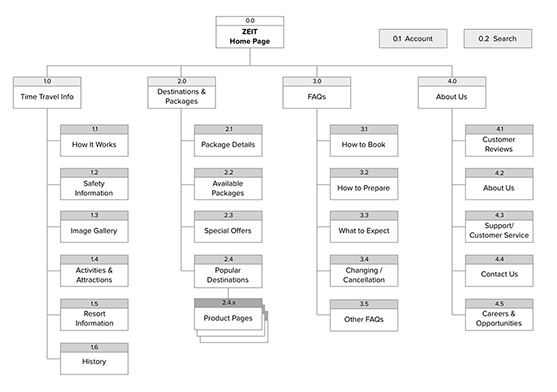 0.0
ZEIT
Home Page
0.1 Account
0.2 Search
1.0
Time Travel Info
2.0
Destinations &
Packages
3.0
FAQs
4.0
About Us
1.1
How It Works
1.2
Safety
Information
1.3
Image Gallery
1.4
Activities &
Attractions
1.5
Resort
Information
1.6
History
2.1
Package Details
2.2
Available
Packages
2.3
Special Offers
2.4
Popular
Destinations
2.4.x
Product Pages
3.1
How to Book
3.2
How to Prepare
3.3
What to Expect
3.4
Changing /
Cancellation
3.5
Other FAQs
4.1
Customer
Reviews
4.2
About Us
4.3
Support/
Customer Service
4.4
Contact Us
4.5
Careers &
Opportunities